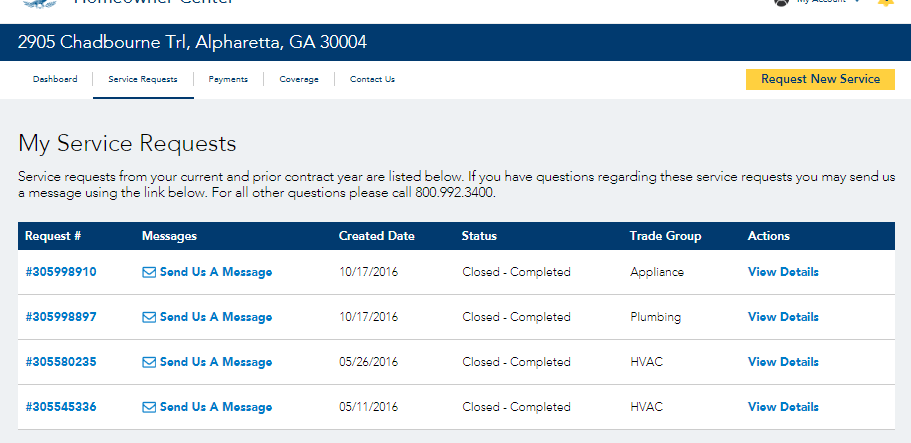 Homeowner Center
My Account
2905 Chadbourne Trl, Alpharetta, GA 30004
Dashboard Service Requests Payments Coverage Contact Us Request New Service
My Service Requests
Service requests from your current and prior contract year are listed below. If you have questions regarding these service requests you may send us
a message using the link below. For all other questions please call 800.992.3400.
Request # Messages Created Date Status Trade Group Actions
#305998910 Send Us A Message 10/17/2016 Closed - Completed Appliance View Details
#305998897 Send Us A Message 10/17/2016 Closed - Completed Plumbing View Details
#305580235 Send Us A Message 05/26/2016 Closed - Completed HVAC View Details
#305545336 Send Us A Message 05/11/2016 Closed - Completed HVAC View Details